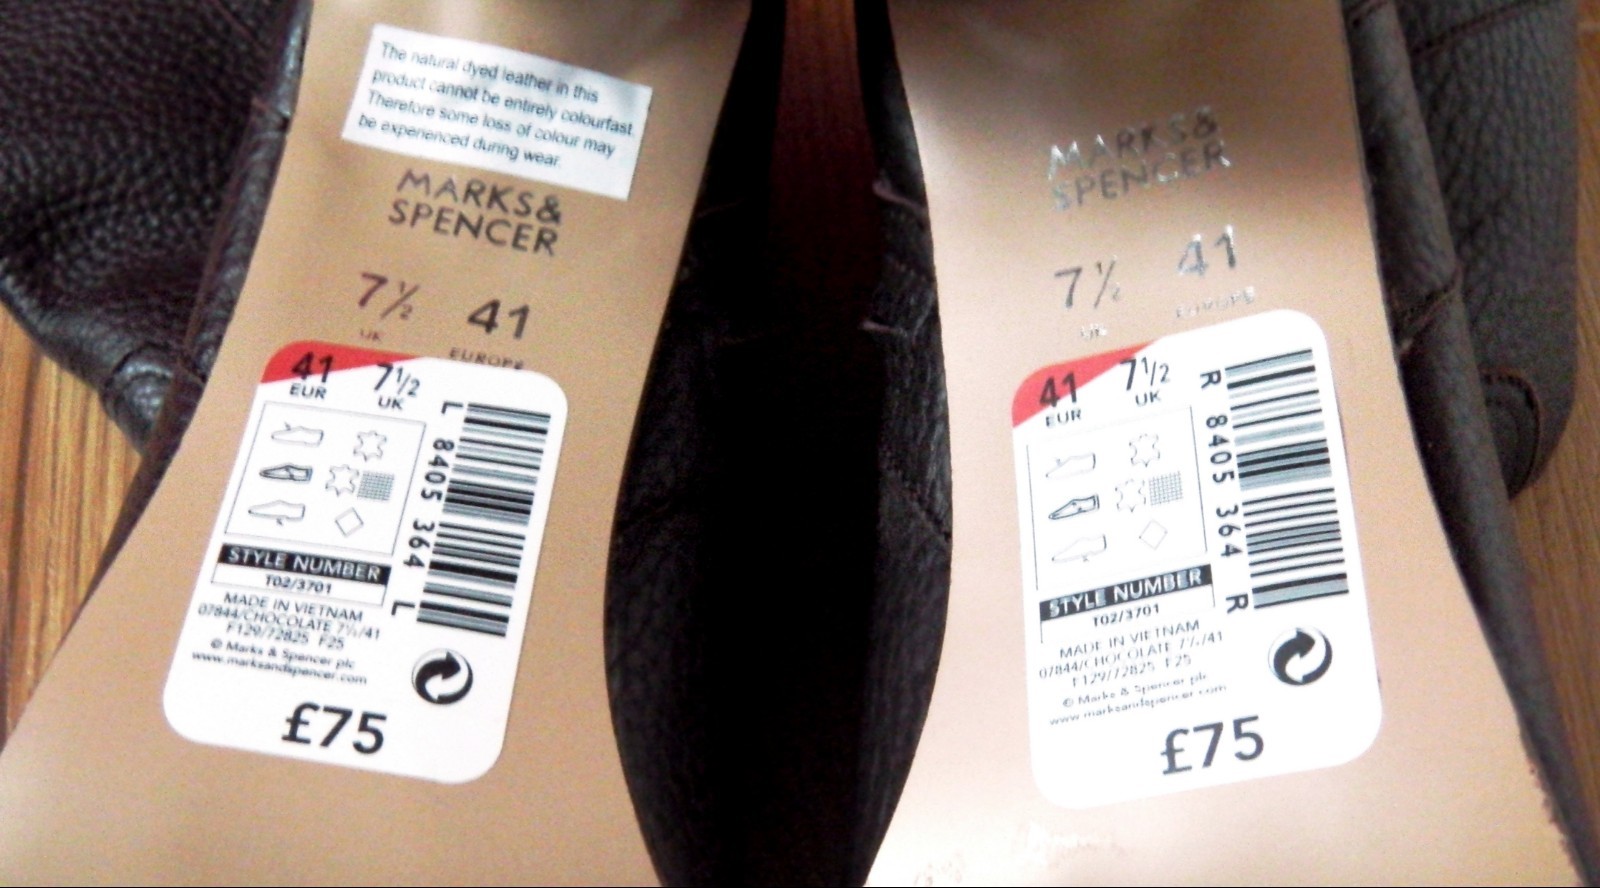 The natural dyed leather in this
product cannot be entirely colourfast.
Therefore some loss of colour may
be experienced during wear.
MARKS&
SPENCER
7½ 41
UK EUROPE
41 7½
EUR UK
L 8405 364 L
STYLE NUMBER
T02/3701
MADE IN VIETNAM
07844/CHOCOLATE 7½/41
F129/72825 F25
© Marks & Spencer plc
www.marksandspencer.com
£75
MARKS&
SPENCER
7½ 41
UK EUROPE
41 7½
EUR UK
R 8405 364 R
STYLE NUMBER
T02/3701
MADE IN VIETNAM
07844/CHOCOLATE 7½/41
F129/72825 F25
© Marks & Spencer plc
www.marksandspencer.com
£75